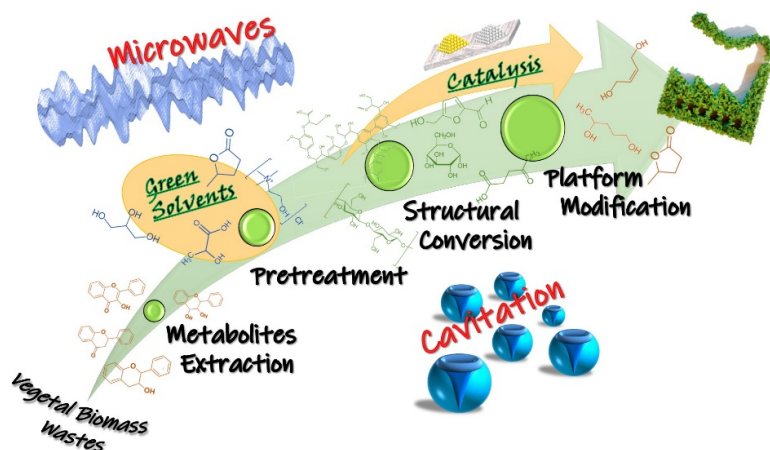 Microwaves
Catalysis
Green
Solvents
Platform
Modification
Structural
Conversion
Pretreatment
Cavitation
Metabolites
Extraction
Vegetal Biomass
Wastes